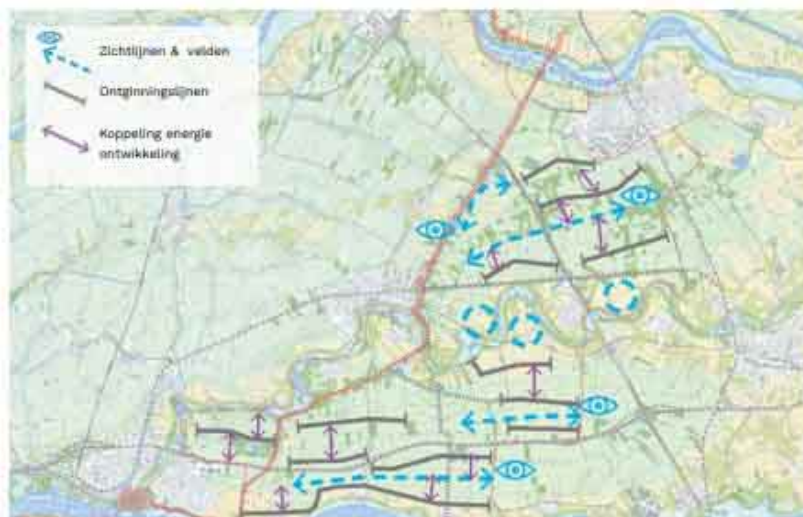 Zichtlijnen & velden
Ontginningslijnen
Koppeling energie
ontwikkeling